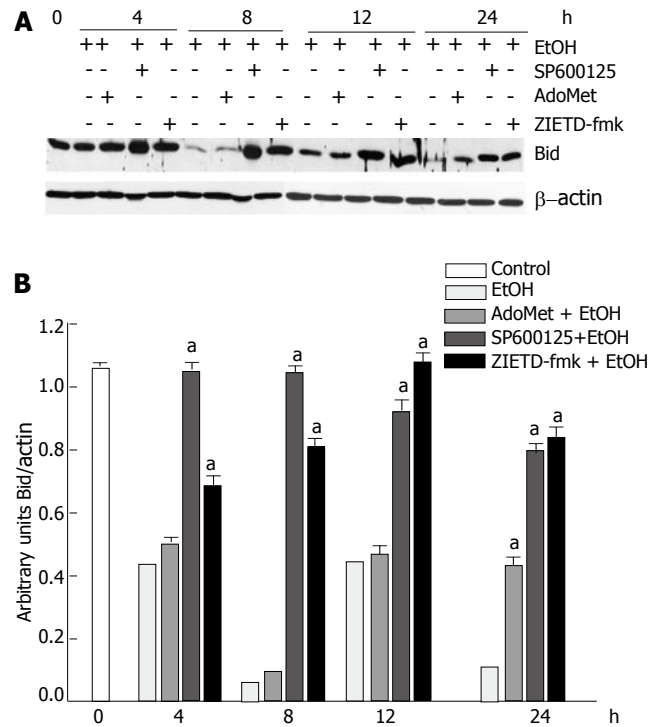 A 0 4 8 12 24 h
++ + + + + + + + + + + + + + + EtOH
- - + - - - + - - - + - - - + - SP600125
- + - - - + - - - + - - - + - - AdoMet
- - - + - - - + - - - + - - - + ZIETD-fmk
Bid
β–actin
B
Control
EtOH
AdoMet + EtOH
SP600125+EtOH
ZIETD-fmk + EtOH
Arbitrary units Bid/actin
1.2
1.0
0.8
0.6
0.4
0.2
0.0
a a a a a a a a a
0 4 8 12 24 h